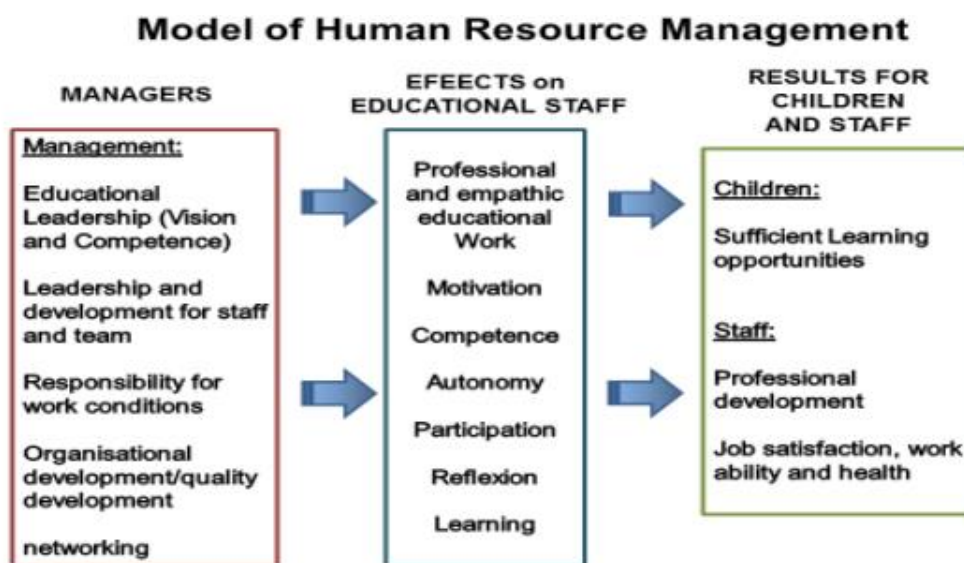 Model of Human Resource Management
MANAGERS
Management:
Educational
Leadership (Vision
and Competence)
Leadership and
development for staff
and team
Responsibility for
work conditions
Organisational
development/quality
development
networking
EFEECTS on
EDUCATIONAL STAFF
Professional
and empathic
educational
Work
Motivation
Competence
Autonomy
Participation
Reflexion
Learning
RESULTS FOR
CHILDREN
AND STAFF
Children:
Sufficient Learning
opportunities
Staff:
Professional
development
Job satisfaction, work
ability and health